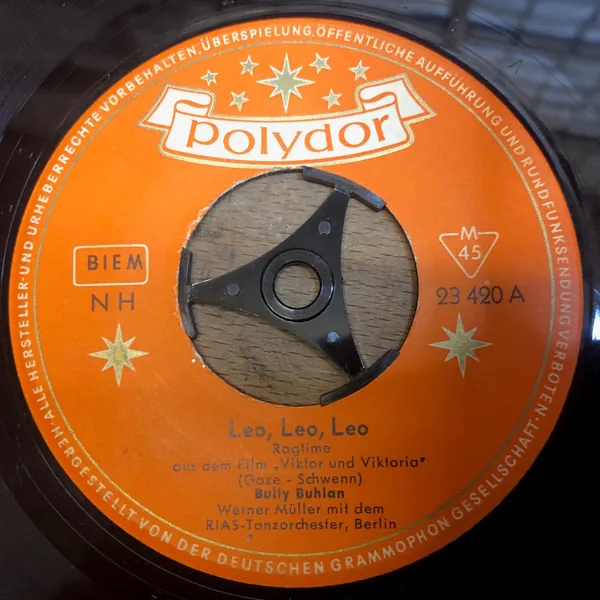 ALLE HERSTELLER-UND URHEBERRECHTE VORBEHALTEN, ÜBERSPIELUNG, ÖFFENTLICHE AUFFÜHRUNG UND RUNDFUNKSENDUNG VERBOTEN.
polydor
BIEM
NH
M
45
23 420 A
Leo, Leo, Leo
Ragtime
aus dem Film „Viktor und Viktoria"
(Gaze - Schwenn)
Bully Buhlan
Werner Müller mit dem
RIAS-Tanzorchester, Berlin
HERGESTELLT VON DER DEUTSCHEN GRAMMOPHON GESELLSCHAFT